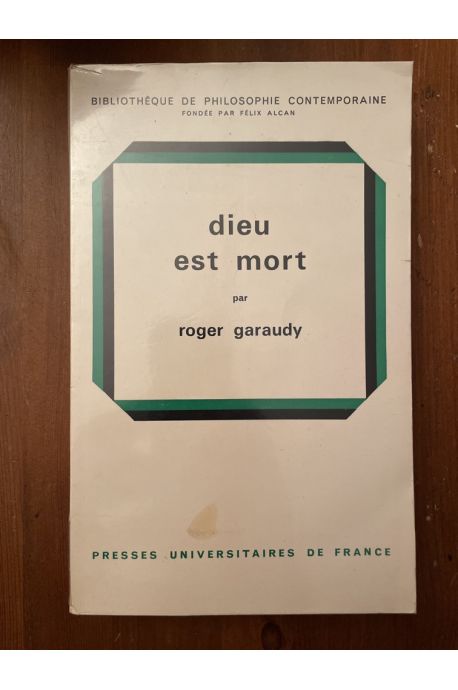 BIBLIOTHÈQUE DE PHILOSOPHIE CONTEMPORAINE
FONDÉE PAR FÉLIX ALCAN
dieu
est mort
par
roger garaudy
PRESSES UNIVERSITAIRES DE FRANCE